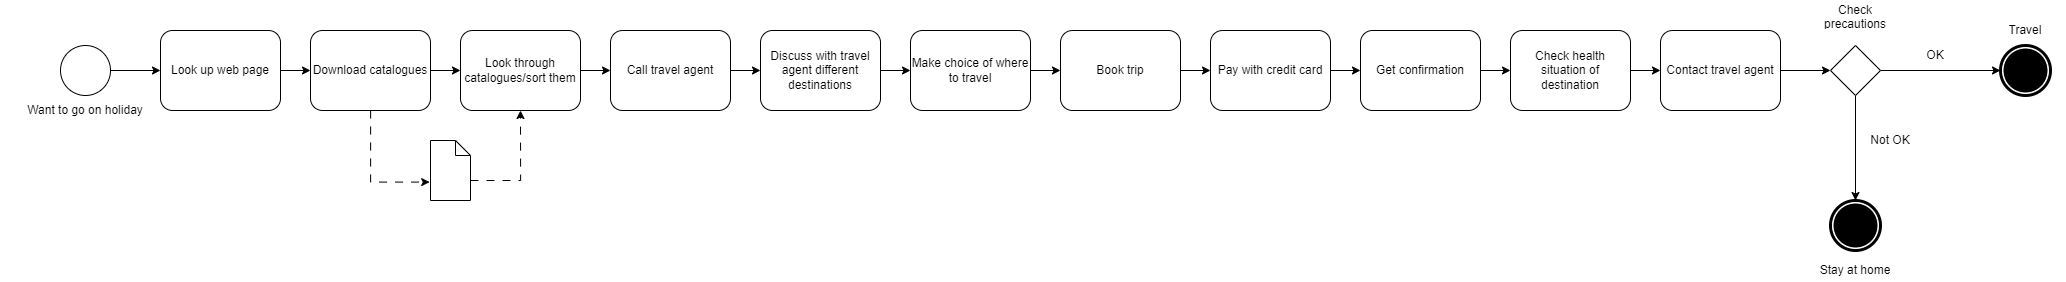 Want to go on holiday
Look up web page
Download catalogues
Look through
catalogues/sort them
Call travel agent
Discuss with travel
agent different
destinations
Make choice of where
to travel
Book trip
Pay with credit card
Get confirmation
Check health
situation of
destination
Contact travel agent
Check
precautions
OK
Travel
Not OK
Stay at home